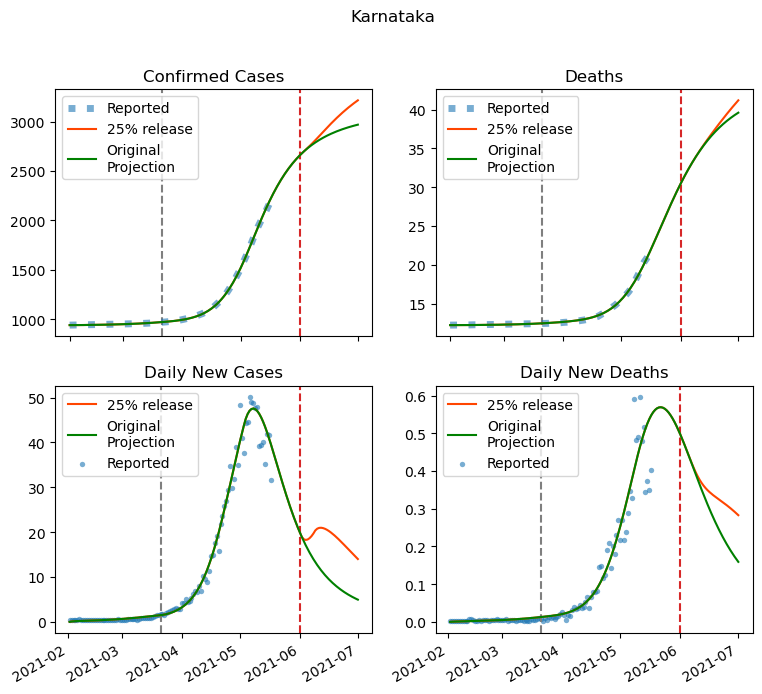 Karnataka
Confirmed Cases
Reported
25% release
Original
Projection
3000
2500
2000
1500
1000
Deaths
Reported
25% release
Original
Projection
40
35
30
25
20
15
Daily New Cases
25% release
Original
Projection
Reported
50
40
30
20
10
0
2021-02
2021-03
2021-04
2021-05
2021-06
2021-07
Daily New Deaths
25% release
Original
Projection
Reported
0.6
0.5
0.4
0.3
0.2
0.1
0.0
2021-02
2021-03
2021-04
2021-05
2021-06
2021-07